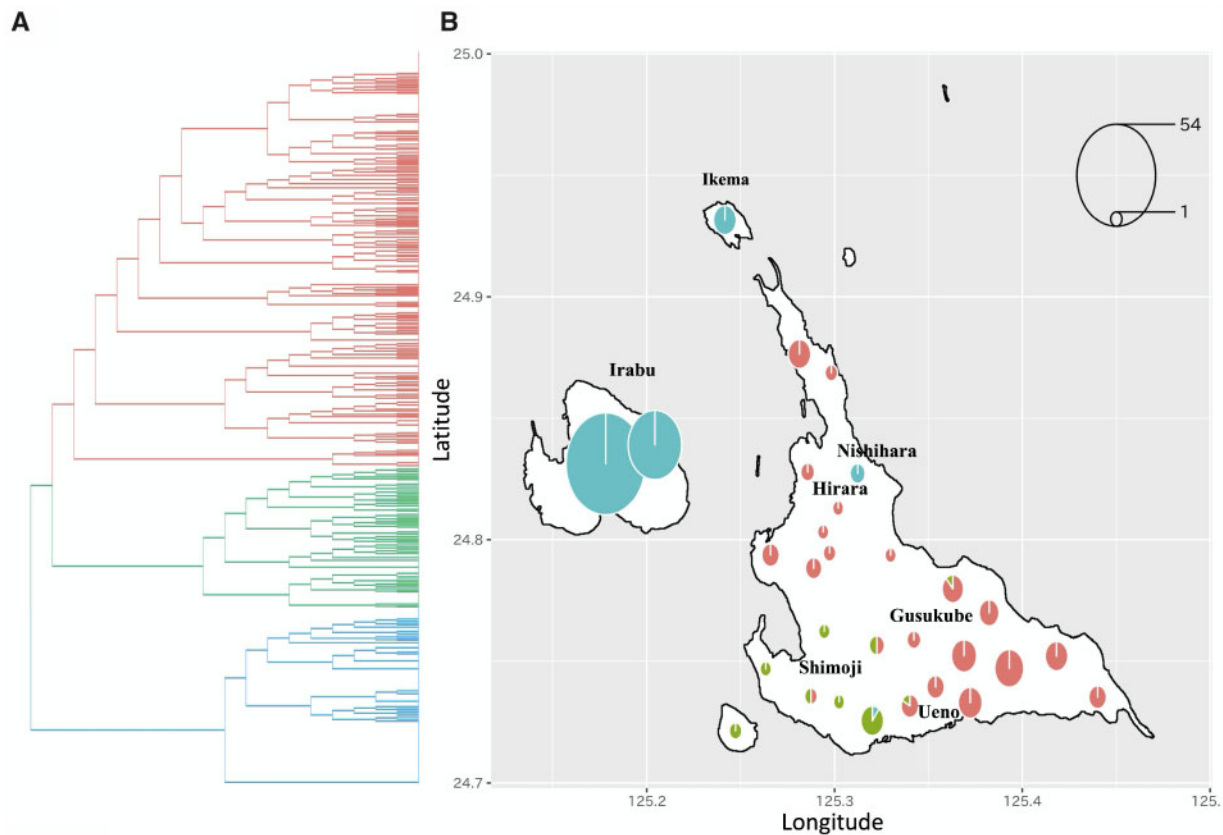 A
B
Latitude
25.0
24.9
24.8
24.7
54
1
Ikema
Irabu
Nishihara
Hirara
Gusukube
Shimoji
Ueno
125.2
125.3
125.4
125.
Longitude